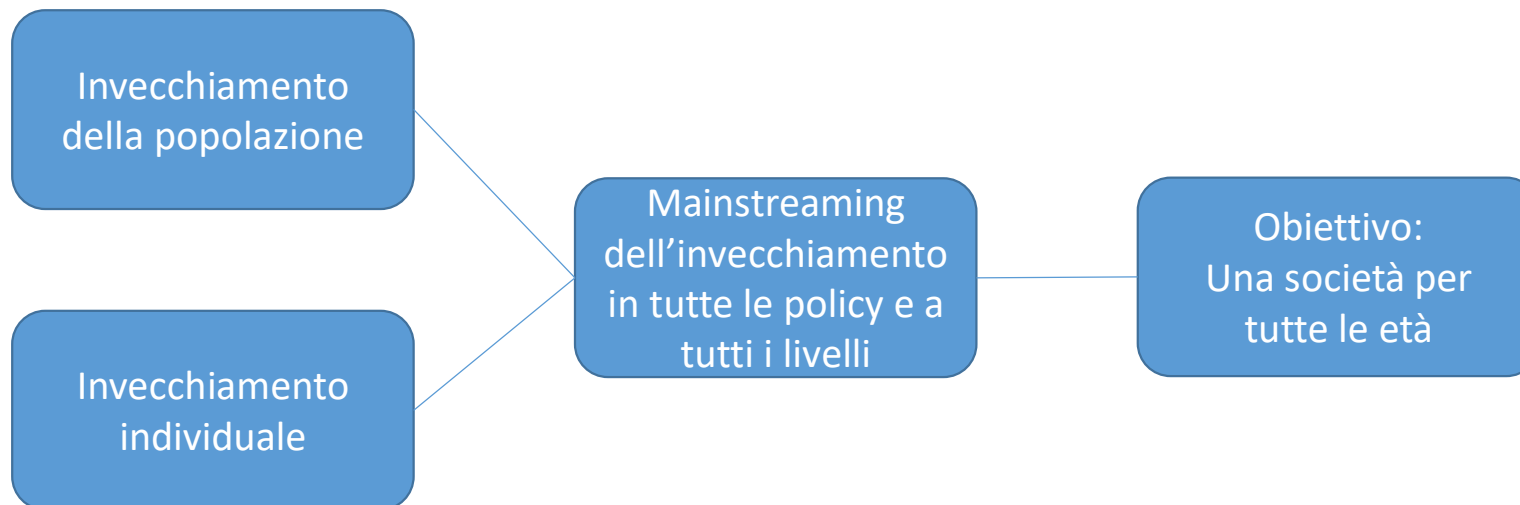 Invecchiamento
della popolazione
Invecchiamento
individuale
Mainstreaming
dell’invecchiamento
in tutte le policy e a
tutti i livelli
Obiettivo:
Una società per
tutte le età